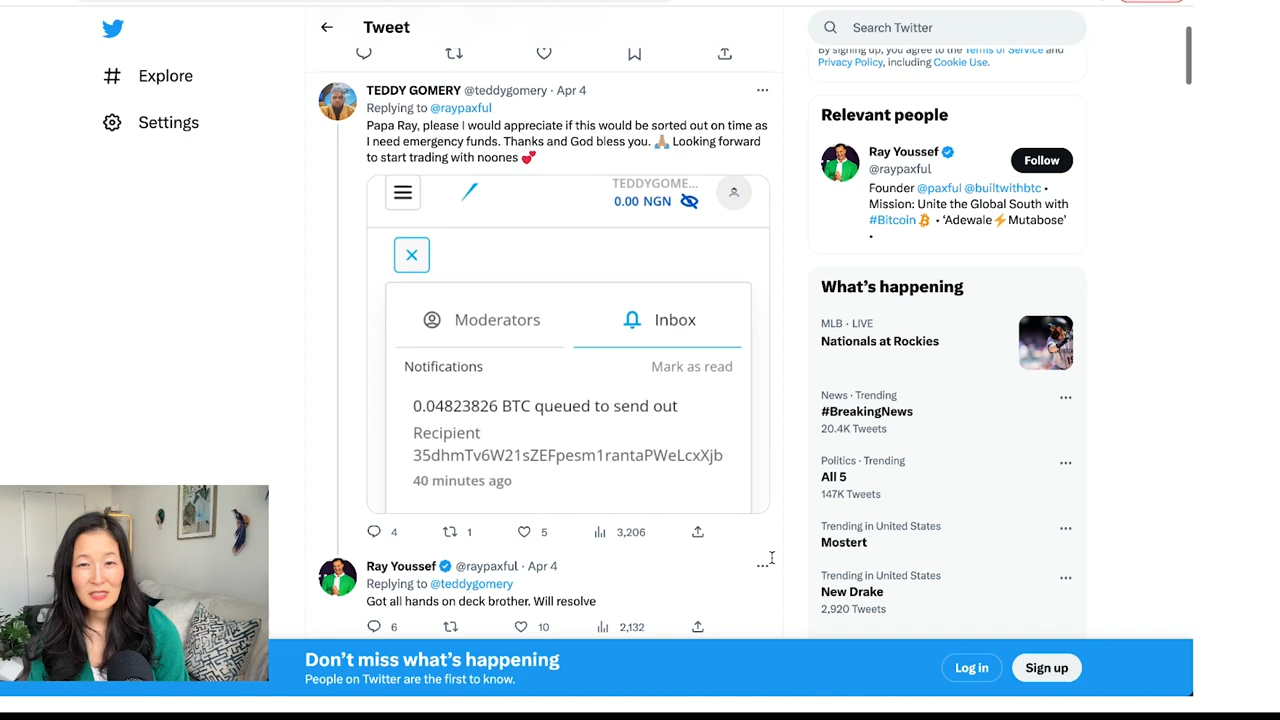 Tweet
Explore
Settings
TEDDY GOMERY @teddygomery · Apr 4
Replying to @raypaxful
Papa Ray, please I would appreciate if this would be sorted out on time as
I need emergency funds. Thanks and God bless you. 🙏🏽 Looking forward
to start trading with noones 💕
TEDDYGOME...
0.00 NGN
Moderators
Inbox
Notifications
Mark as read
0.04823826 BTC queued to send out
Recipient
35dhmTv6W21sZEFpesm1rantaPWeLcxXjb
40 minutes ago
4
1
5
3,206
Ray Youssef @raypaxful · Apr 4
Replying to @teddygomery
Got all hands on deck brother. Will resolve
6
10
2,132
Search Twitter
By signing up, you agree to the Terms of Service and
Privacy Policy, including Cookie Use.
Relevant people
Ray Youssef
@raypaxful
Follow
Founder @paxful @builtwithbtc •
Mission: Unite the Global South with
#Bitcoin • ‘Adewale⚡Mutabose’
•
What’s happening
MLB · LIVE
Nationals at Rockies
News · Trending
#BreakingNews
20.4K Tweets
Politics · Trending
All 5
147K Tweets
Trending in United States
Mostert
Trending in United States
New Drake
2,920 Tweets
Don’t miss what’s happening
People on Twitter are the first to know.
Log in
Sign up